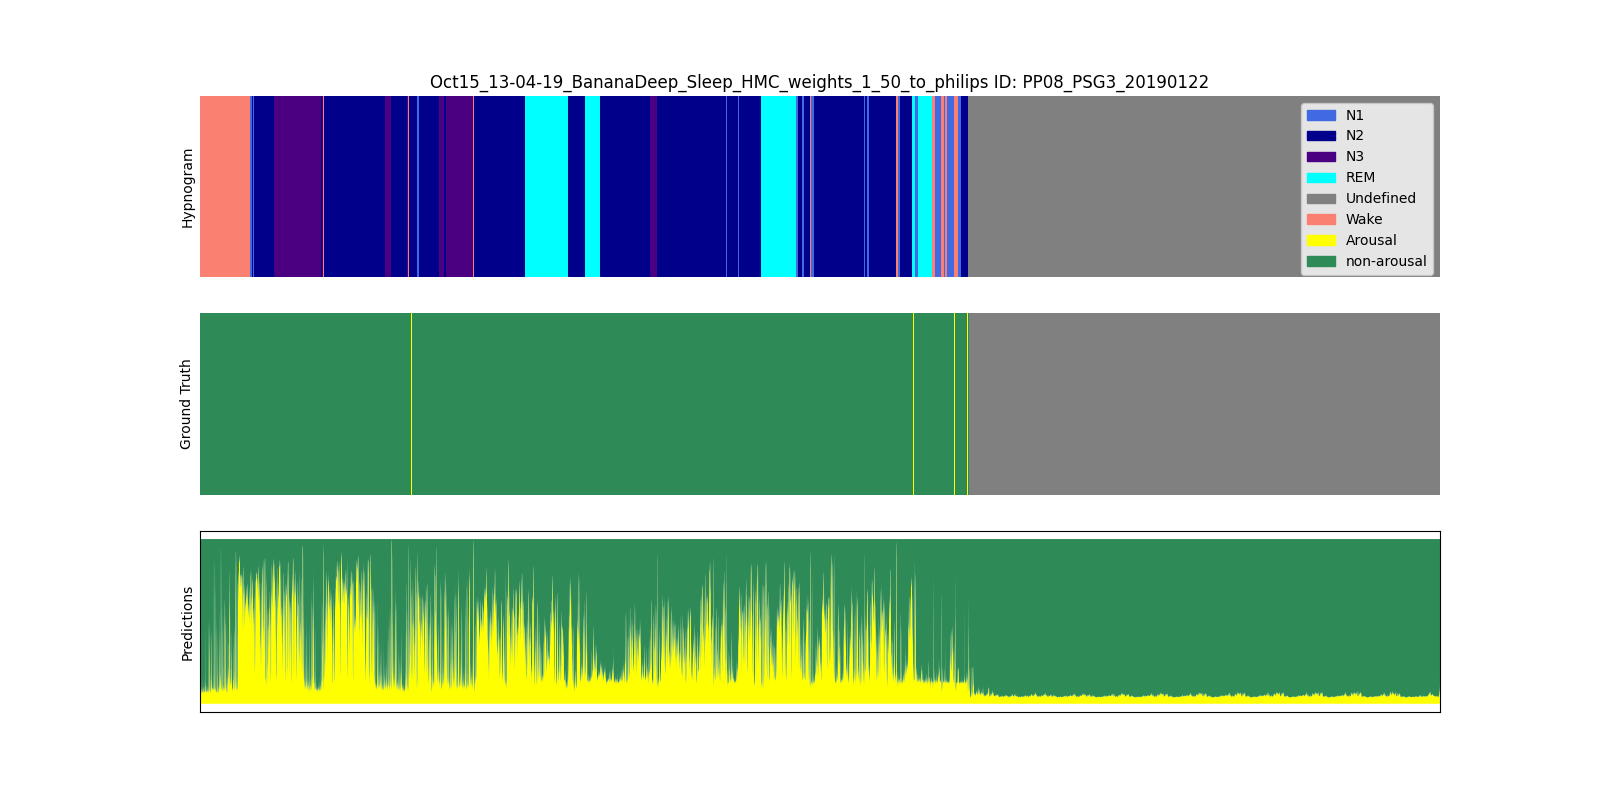 Oct15_13-04-19_BananaDeep_Sleep_HMC_weights_1_50_to_philips ID: PP08_PSG3_20190122
Hypnogram
N1
N2
N3
REM
Undefined
Wake
Arousal
non-arousal
Ground Truth
Predictions